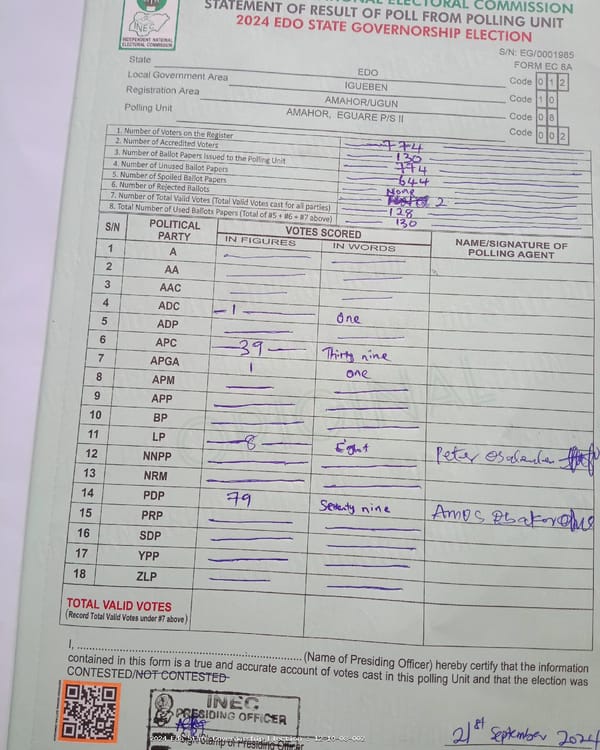 INDEPENDENT NATIONAL ELECTORAL COMMISSION
NATIONAL ELECTORAL COMMISSION
STATEMENT OF RESULT OF POLL FROM POLLING UNIT
2024 EDO STATE GOVERNORSHIP ELECTION
S/N: EG/0001985
FORM EC 8A
State EDO Code 0 1 2
Local Government Area IGUEBEN Code 1 0
Registration Area AMAHOR/UGUN Code 0 8
Polling Unit AMAHOR, EGUARE P/S II Code 0 0 2
1. Number of Voters on the Register 774
2. Number of Accredited Voters 130
3. Number of Ballot Papers Issued to the Polling Unit 774
4. Number of Unused Ballot Papers 644
5. Number of Spoiled Ballot Papers None
6. Number of Rejected Ballots 2
7. Number of Total Valid Votes (Total Valid Votes cast for all parties) 128
8. Total Number of Used Ballots Papers (Total of #5 + #6 + #7 above) 130
S/N POLITICAL PARTY VOTES SCORED NAME/SIGNATURE OF POLLING AGENT
IN FIGURES IN WORDS
1 A
2 AA
3 AAC
4 ADC 1 One
5 ADP
6 APC 39 Thirty nine
7 APGA 1 one
8 APM
9 APP
10 BP
11 LP 8 Eight Peter
12 NNPP
13 NRM
14 PDP 79 Seventy nine Amos
15 PRP
16 SDP
17 YPP
18 ZLP
TOTAL VALID VOTES
(Record Total Valid Votes under #7 above)
I, (Name of Presiding Officer) hereby certify that the information
contained in this form is a true and accurate account of votes cast in this polling Unit and that the election was
CONTESTED/NOT CONTESTED
INEC
PRESIDING OFFICER
Sign/Stamp of Presiding Officer
21st September 2024